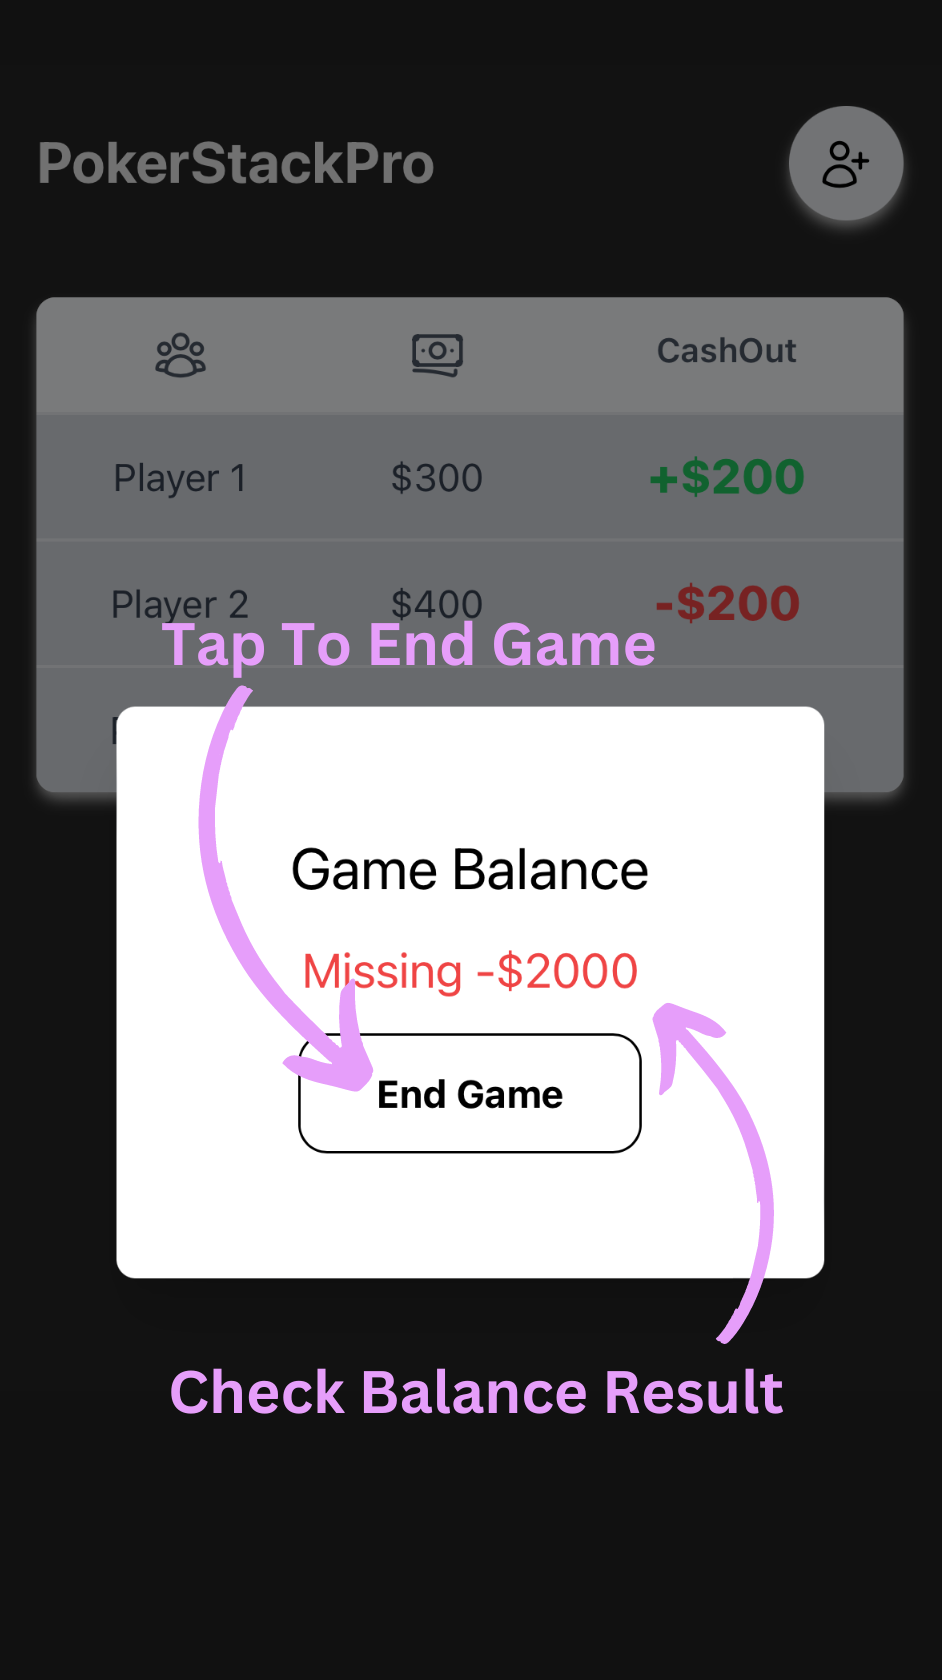 PokerStackPro
CashOut
Player 1 $300 +$200
Player 2 $400 -$200
Tap To End Game
Game Balance
Missing -$2000
End Game
Check Balance Result